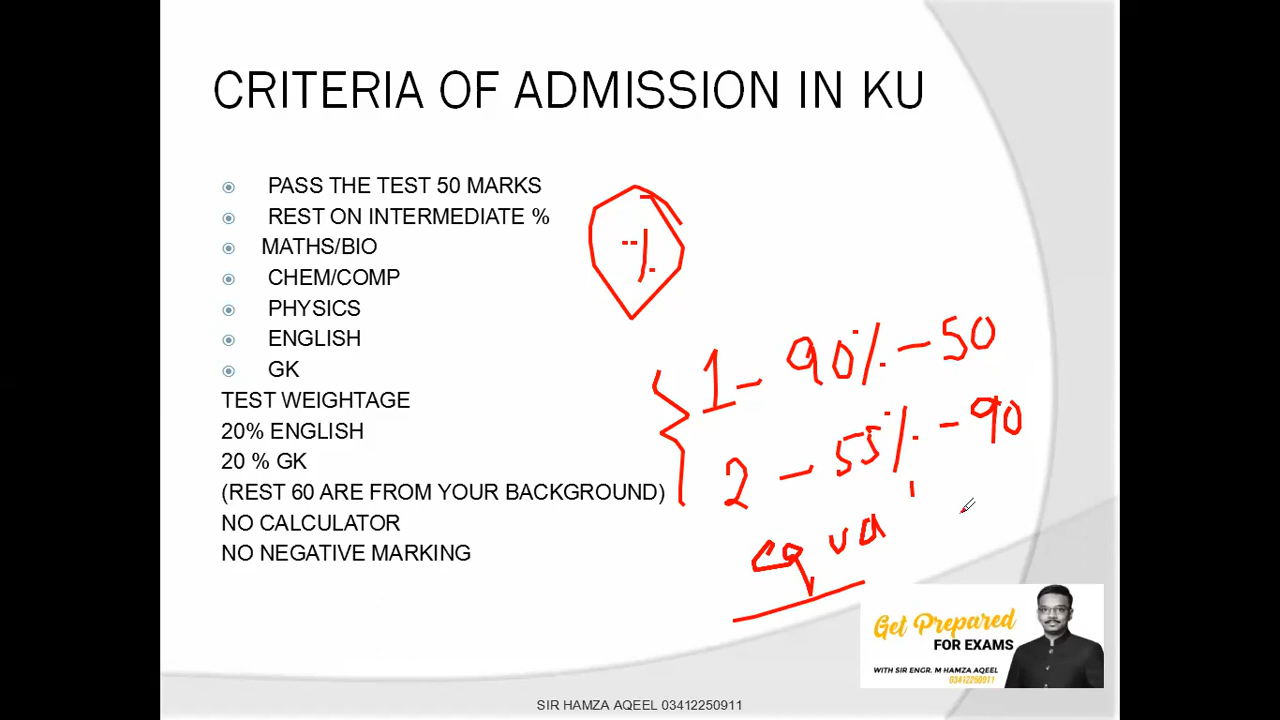 CRITERIA OF ADMISSION IN KU
PASS THE TEST 50 MARKS
REST ON INTERMEDIATE %
MATHS/BIO
CHEM/COMP
PHYSICS
ENGLISH
GK
TEST WEIGHTAGE
20% ENGLISH
20 % GK
(REST 60 ARE FROM YOUR BACKGROUND)
NO CALCULATOR
NO NEGATIVE MARKING
%
1 - 90% - 50
2 - 55% - 90
equal
Get Prepared
FOR EXAMS
WITH SIR ENGR. M HAMZA AQEEL
03412250911
SIR HAMZA AQEEL 03412250911